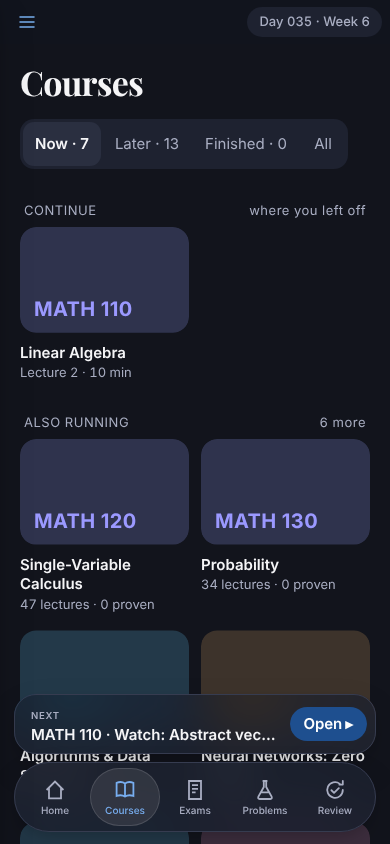 Day 035 · Week 6
Courses
Now · 7
Later · 13
Finished · 0
All
CONTINUE
where you left off
MATH 110
Linear Algebra
Lecture 2 · 10 min
ALSO RUNNING
6 more
MATH 120
MATH 130
Single-Variable
Calculus
47 lectures · 0 proven
Probability
34 lectures · 0 proven
NEXT
MATH 110 · Watch: Abstract vec...
Open ▸
Algorithms & Data
Neural Networks: Zero
Home
Courses
Exams
Problems
Review